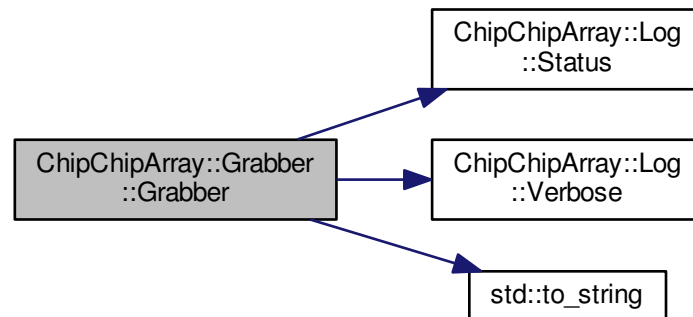 ChipChipArray::Log
::Status
ChipChipArray::Grabber
::Grabber
ChipChipArray::Log
::Verbose
std::to_string